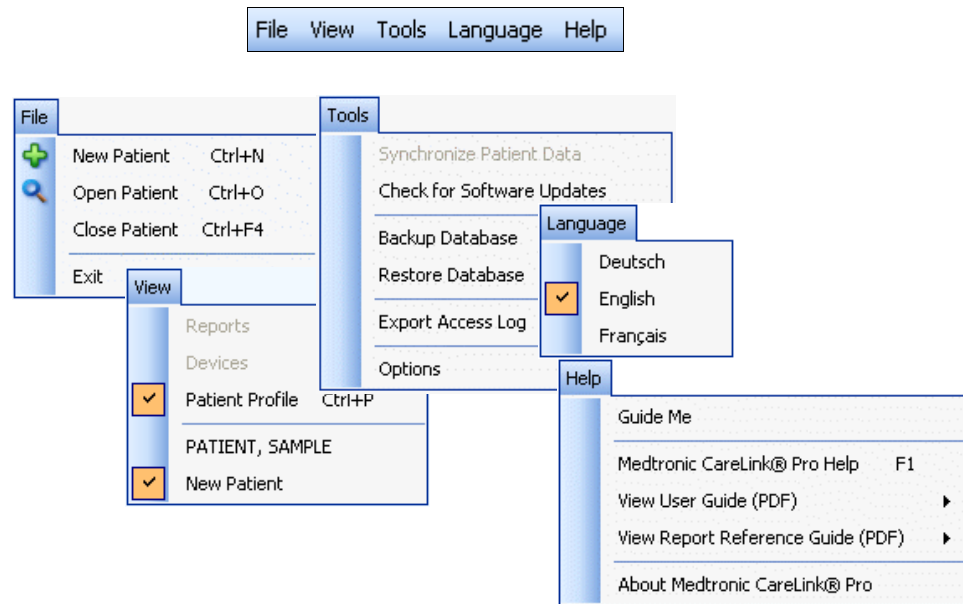 File View Tools Language Help
File
New Patient Ctrl+N
Open Patient Ctrl+O
Close Patient Ctrl+F4
Exit
View
Reports
Devices
Patient Profile Ctrl+P
PATIENT, SAMPLE
New Patient
Tools
Synchronize Patient Data
Check for Software Updates
Backup Database
Restore Database
Export Access Log
Options
Language
Deutsch
English
Français
Help
Guide Me
Medtronic CareLink® Pro Help F1
View User Guide (PDF)
View Report Reference Guide (PDF)
About Medtronic CareLink® Pro